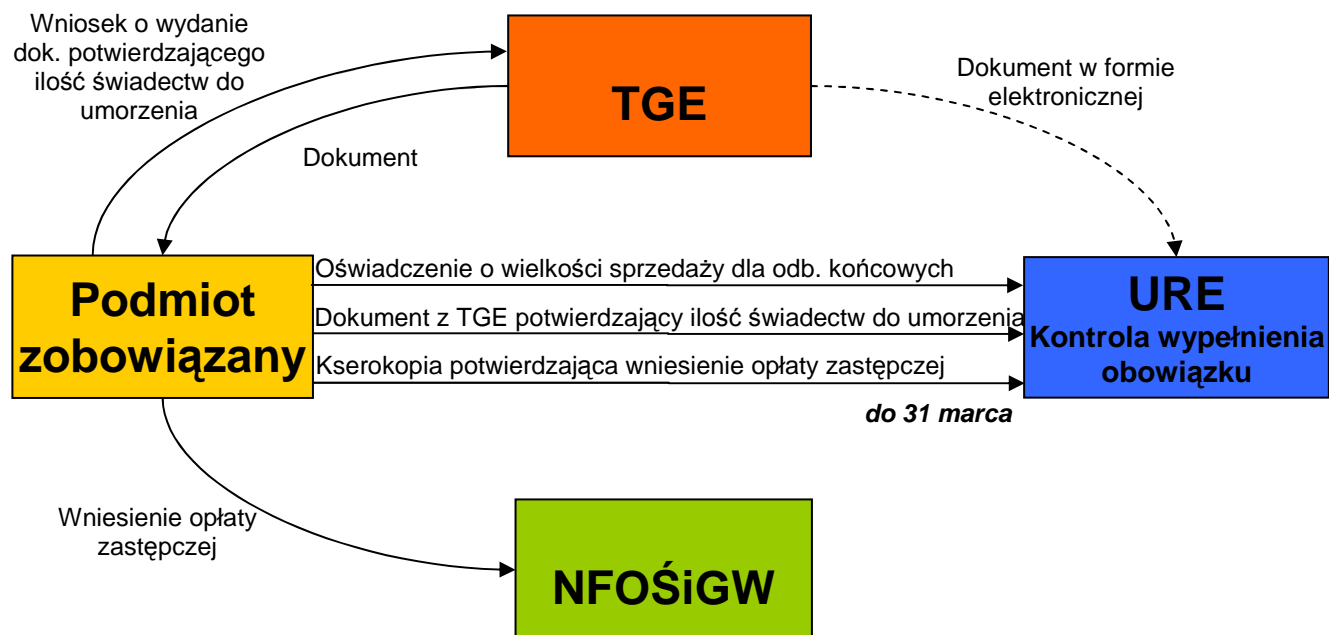 Wniosek o wydanie
dok. potwierdzającego
ilość świadectw do
umorzenia
TGE
Dokument w formie
elektronicznej
Dokument
Podmiot
zobowiązany
Oświadczenie o wielkości sprzedaży dla odb. końcowych
Dokument z TGE potwierdzający ilość świadectw do umorzenia
Kserokopia potwierdzająca wniesienie opłaty zastępczej
do 31 marca
URE
Kontrola wypełnienia
obowiązku
Wniesienie opłaty
zastępczej
NFOŚiGW